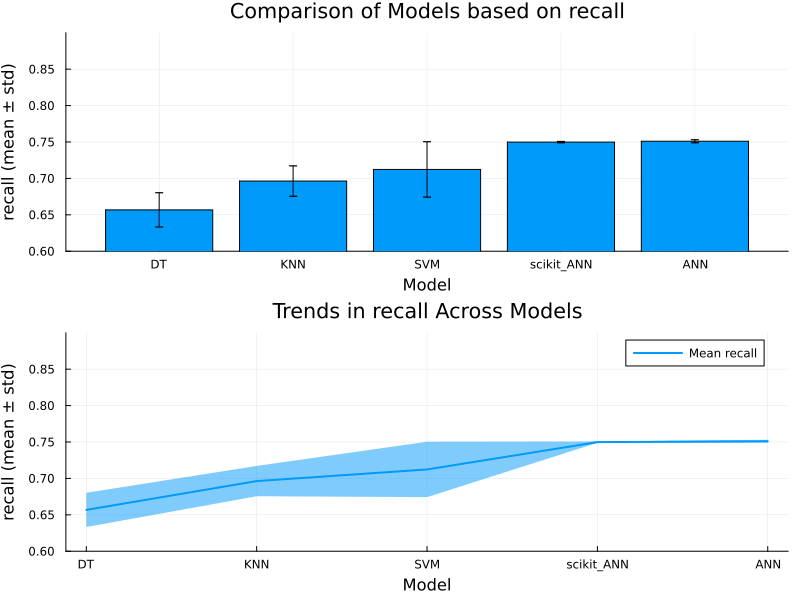 Comparison of Models based on recall
recall (mean ± std)
0.85
0.80
0.75
0.70
0.65
0.60
DT KNN SVM scikit_ANN ANN
Model
Trends in recall Across Models
recall (mean ± std)
Mean recall
0.85
0.80
0.75
0.70
0.65
0.60
DT KNN SVM scikit_ANN ANN
Model